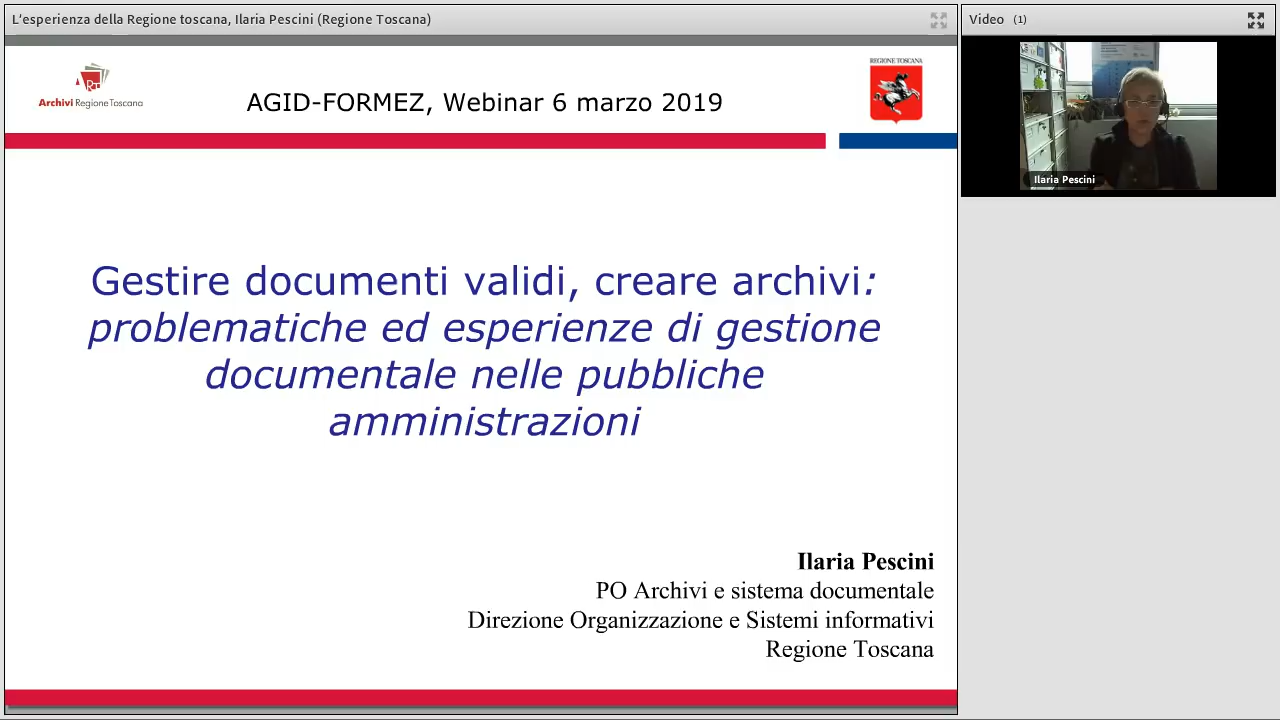 L'esperienza della Regione toscana, Ilaria Pescini (Regione Toscana)
Video (1)
ART
Archivi Regione Toscana
AGID-FORMEZ, Webinar 6 marzo 2019
REGIONE TOSCANA
Ilaria Pescini
Gestire documenti validi, creare archivi:
problematiche ed esperienze di gestione
documentale nelle pubbliche
amministrazioni
Ilaria Pescini
PO Archivi e sistema documentale
Direzione Organizzazione e Sistemi informativi
Regione Toscana